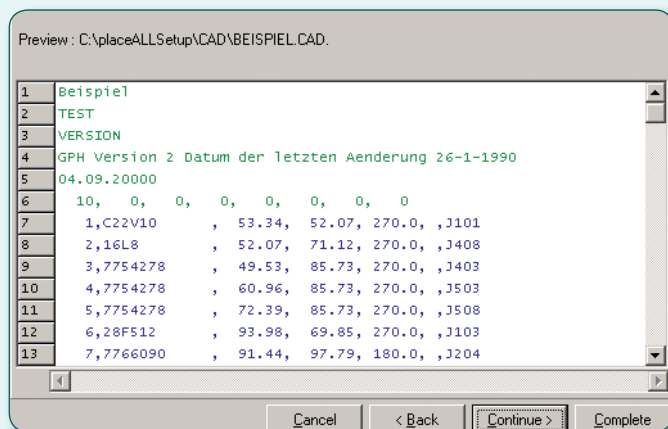 Preview : C:\placeALLSetup\CAD\BEISPIEL.CAD.
1 Beispiel
2 TEST
3 VERSION
4 GPH Version 2 Datum der letzten Aenderung 26-1-1990
5 04.09.20000
6 10, 0, 0, 0, 0, 0, 0, 0
7 1,C22V10 , 53.34, 52.07, 270.0, ,J101
8 2,16L8 , 52.07, 71.12, 270.0, ,J408
9 3,7754278 , 49.53, 85.73, 270.0, ,J403
10 4,7754278 , 60.96, 85.73, 270.0, ,J503
11 5,7754278 , 72.39, 85.73, 270.0, ,J508
12 6,28F512 , 93.98, 69.85, 270.0, ,J103
13 7,7766090 , 91.44, 97.79, 180.0, ,J204
Cancel < Back Continue > Complete